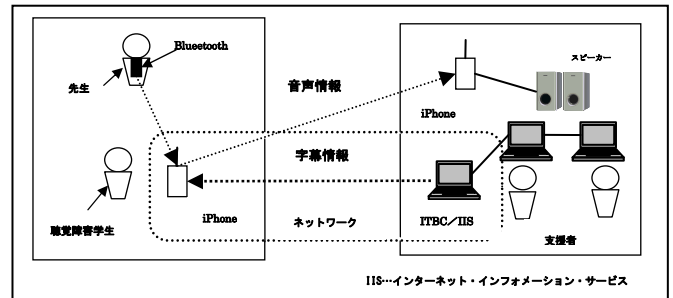 Blueetooth
スピーカー
先生
音声情報
iPhone
字幕情報
iPhone
ITBC／IIS
ネットワーク
聴覚障害学生
支援者
IIS…インターネット・インフォメーション・サービス